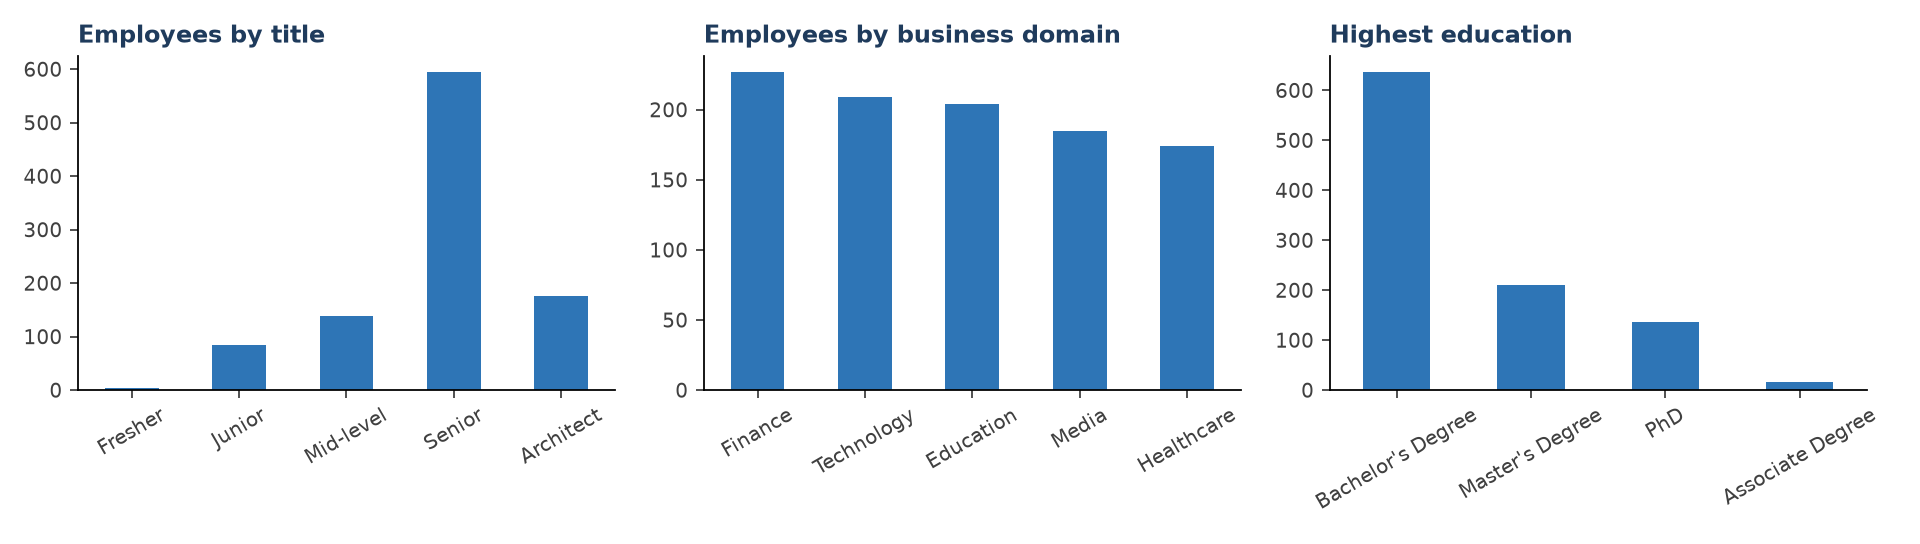 Employees by title
600
500
400
300
200
100
0
Fresher
Junior
Mid-level
Senior
Architect
Employees by business domain
200
150
100
50
0
Finance
Technology
Education
Media
Healthcare
Highest education
600
500
400
300
200
100
0
Bachelor's Degree
Master's Degree
PhD
Associate Degree